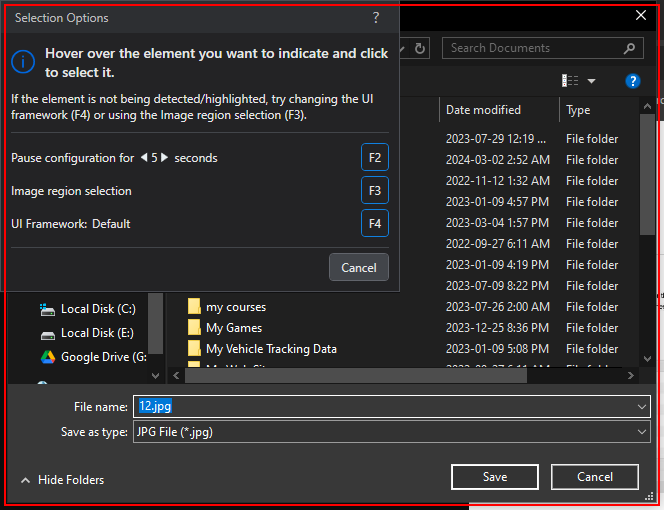 Selection Options
?
Hover over the element you want to indicate and click
to select it.
If the element is not being detected/highlighted, try changing the UI
framework (F4) or using the Image region selection (F3).
Pause configuration for 5 seconds
F2
Image region selection
F3
UI Framework: Default
F4
Cancel
Search Documents
?
Date modified Type
2023-07-29 12:19 ... File folder
2024-03-02 2:52 AM File folder
2022-11-12 1:32 AM File folder
2023-01-09 4:57 PM File folder
2023-03-04 1:57 PM File folder
2022-09-27 6:11 AM File folder
2023-01-09 4:19 PM File folder
2023-07-09 8:22 PM File folder
my courses 2023-07-26 2:00 AM File folder
My Games 2023-12-25 8:36 PM File folder
My Vehicle Tracking Data 2023-01-09 5:08 PM File folder
Local Disk (C:)
Local Disk (E:)
Google Drive (G:
File name: 12.jpg
Save as type: JPG File (*.jpg)
Hide Folders
Save
Cancel